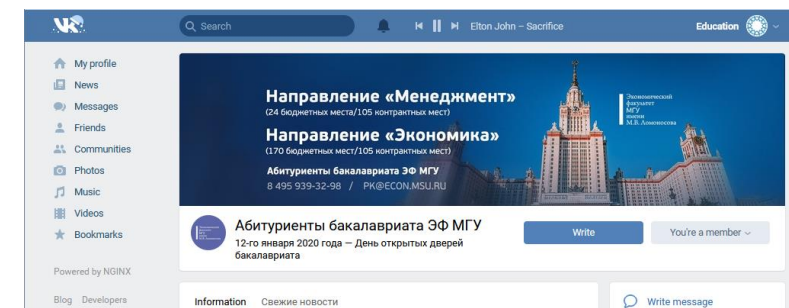 Search
Elton John – Sacrifice
Education
My profile
News
Messages
Friends
Communities
Photos
Music
Videos
Bookmarks
Powered by NGINX
Blog Developers
Направление «Менеджмент»
(24 бюджетных места/105 контрактных мест)
Направление «Экономика»
(170 бюджетных мест/105 контрактных мест)
Абитуриенты бакалавриата ЭФ МГУ
8 495 939-32-98 / PK@ECON.MSU.RU
Экономический
факультет
МГУ
имени
М.В. Ломоносова
Абитуриенты бакалавриата ЭФ МГУ
12-го января 2020 года — День открытых дверей
бакалавриата
Write
You're a member
Information Свежие новости
Write message